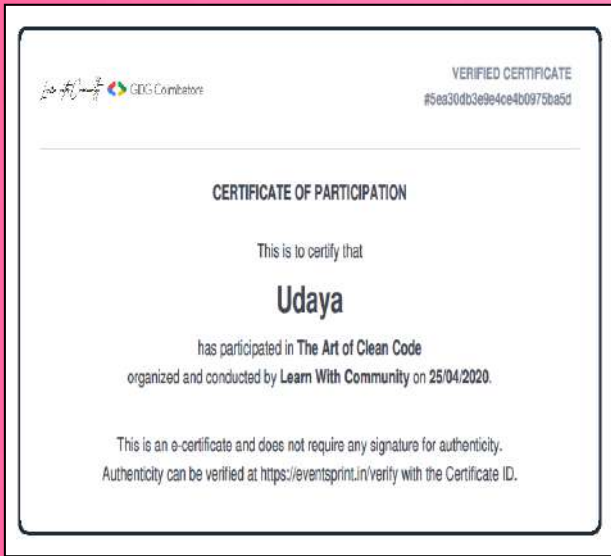 GDG Coimbatore
VERIFIED CERTIFICATE
#5ea30db3e9e4ce4b0975ba5d
CERTIFICATE OF PARTICIPATION
This is to certify that
Udaya
has participated in The Art of Clean Code
organized and conducted by Learn With Community on 25/04/2020.
This is an e-certificate and does not require any signature for authenticity.
Authenticity can be verified at https://eventsprint.in/verify with the Certificate ID.